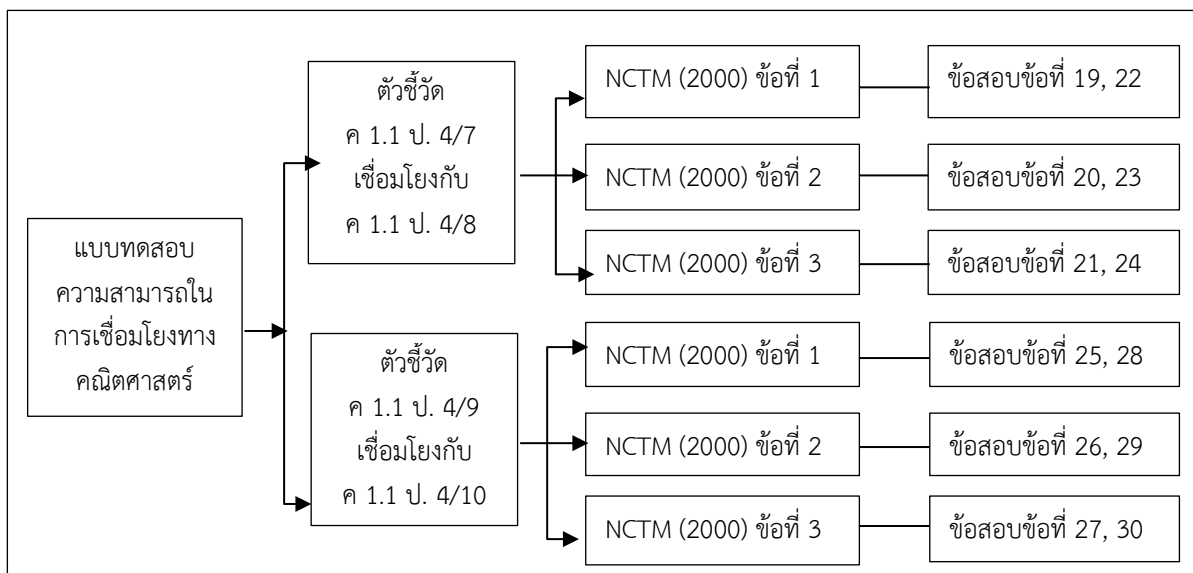 แบบทดสอบ
ความสามารถใน
การเชื่อมโยงทาง
คณิตศาสตร์
ตัวชี้วัด
ค 1.1 ป. 4/7
เชื่อมโยงกับ
ค 1.1 ป. 4/8
NCTM (2000) ข้อที่ 1
ข้อสอบข้อที่ 19, 22
NCTM (2000) ข้อที่ 2
ข้อสอบข้อที่ 20, 23
NCTM (2000) ข้อที่ 3
ข้อสอบข้อที่ 21, 24
ตัวชี้วัด
ค 1.1 ป. 4/9
เชื่อมโยงกับ
ค 1.1 ป. 4/10
NCTM (2000) ข้อที่ 1
ข้อสอบข้อที่ 25, 28
NCTM (2000) ข้อที่ 2
ข้อสอบข้อที่ 26, 29
NCTM (2000) ข้อที่ 3
ข้อสอบข้อที่ 27, 30